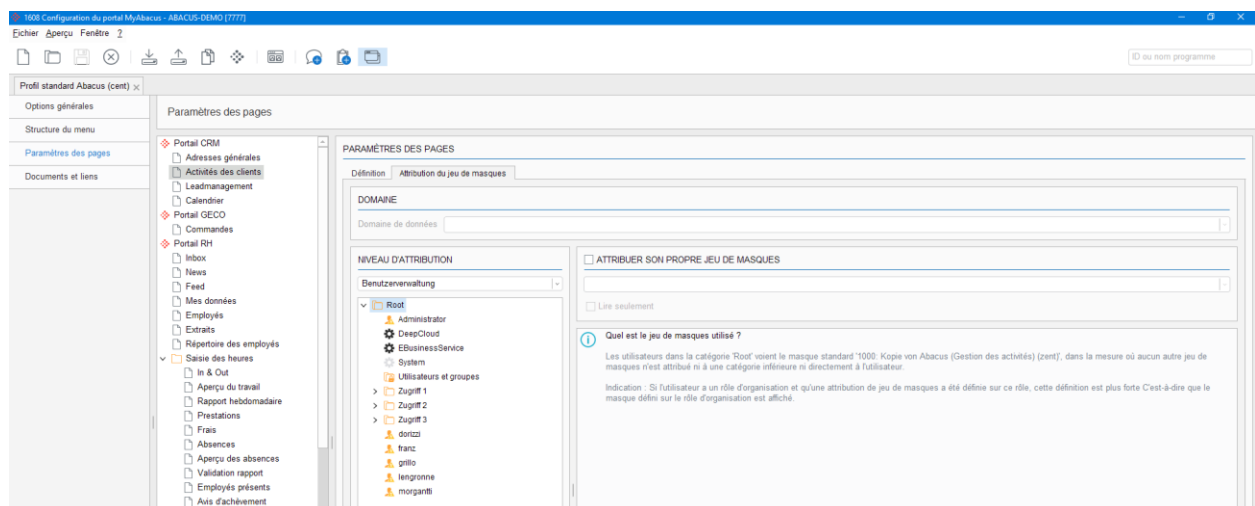 1608 Configuration du portal MyAbacus - ABACUS-DEMO [7777]
Fichier Aperçu Fenêtre ?
ID ou nom programme
Profil standard Abacus (cent)
Options générales
Structure du menu
Paramètres des pages
Documents et liens
Paramètres des pages
Portail CRM
Adresses générales
Activités des clients
Leadmanagement
Calendrier
Portail GECO
Commandes
Portail RH
Inbox
News
Feed
Mes données
Employés
Extraits
Répertoire des employés
Saisie des heures
In & Out
Aperçu du travail
Rapport hebdomadaire
Prestations
Frais
Absences
Aperçu des absences
Validation rapport
Employés présents
Avis d'achèvement
PARAMÈTRES DES PAGES
Définition
Attribution du jeu de masques
DOMAINE
Domaine de données
NIVEAU D'ATTRIBUTION
Benutzerverwaltung
Root
Administrator
DeepCloud
EBusinessService
System
Utilisateurs et groupes
Zugriff 1
Zugriff 2
Zugriff 3
dorizzi
franz
grillo
lengronne
morgantti
ATTRIBUER SON PROPRE JEU DE MASQUES
Lire seulement
Quel est le jeu de masques utilisé ?
Les utilisateurs dans la catégorie 'Root' voient le masque standard '1000: Kopie von Abacus (Gestion des activités) (zent)', dans la mesure où aucun autre jeu de
masques n'est attribué ni à une catégorie inférieure ni directement à l'utilisateur.
Indication : Si l'utilisateur a un rôle d'organisation et qu'une attribution de jeu de masques a été définie sur ce rôle, cette définition est plus forte C'est-à-dire que le
masque défini sur le rôle d'organisation est affiché.